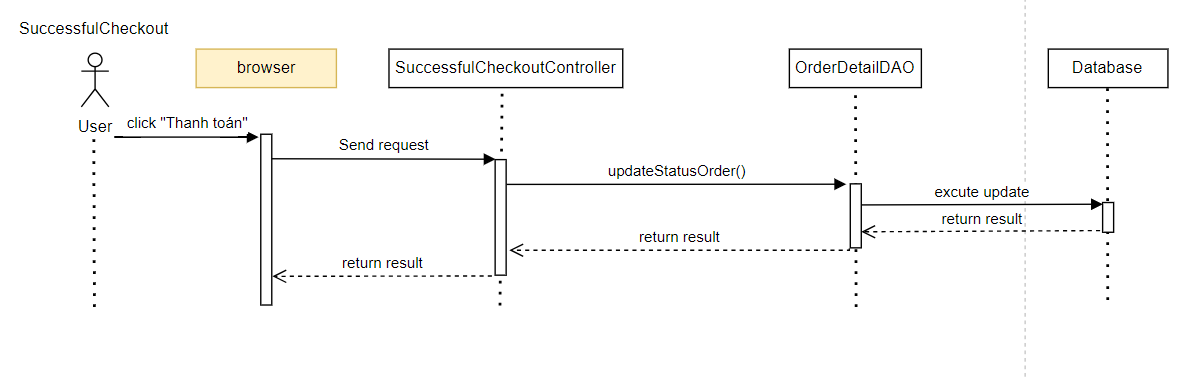 SuccessfulCheckout
browser
SuccessfulCheckoutController
OrderDetailDAO
Database
User
click "Thanh toán"
Send request
updateStatusOrder()
excute update
return result
return result
return result